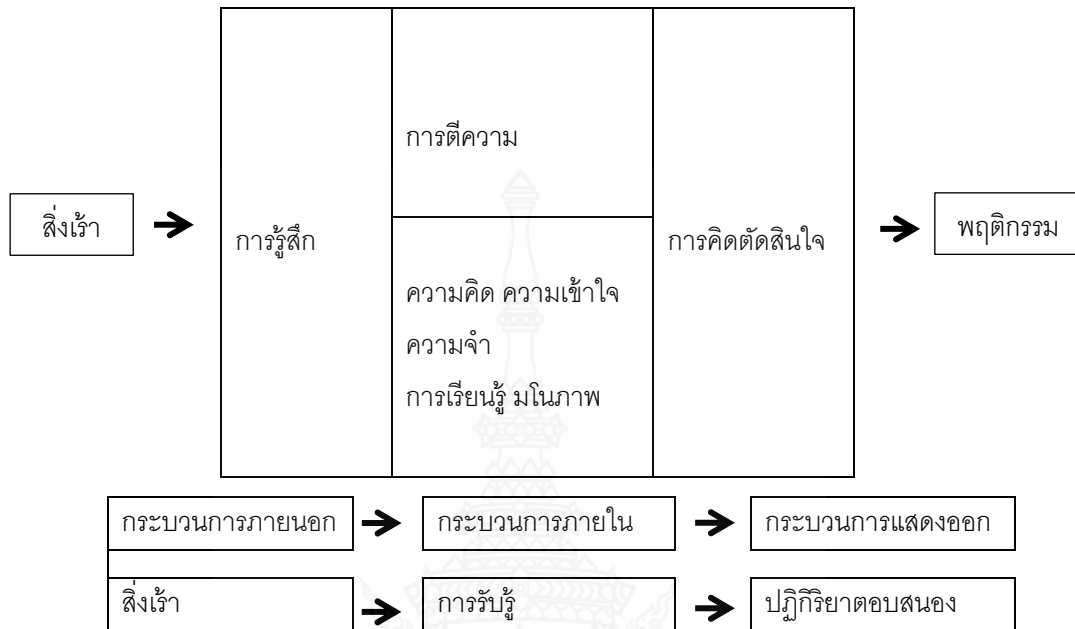 การตีความ
สิ่งเร้า
การรู้สึก
การคิดตัดสินใจ
พฤติกรรม
ความคิด ความเข้าใจ
ความจำ
การเรียนรู้ มโนภาพ
กระบวนการภายนอก
กระบวนการภายใน
กระบวนการแสดงออก
สิ่งเร้า
การรับรู้
ปฏิกิริยาตอบสนอง